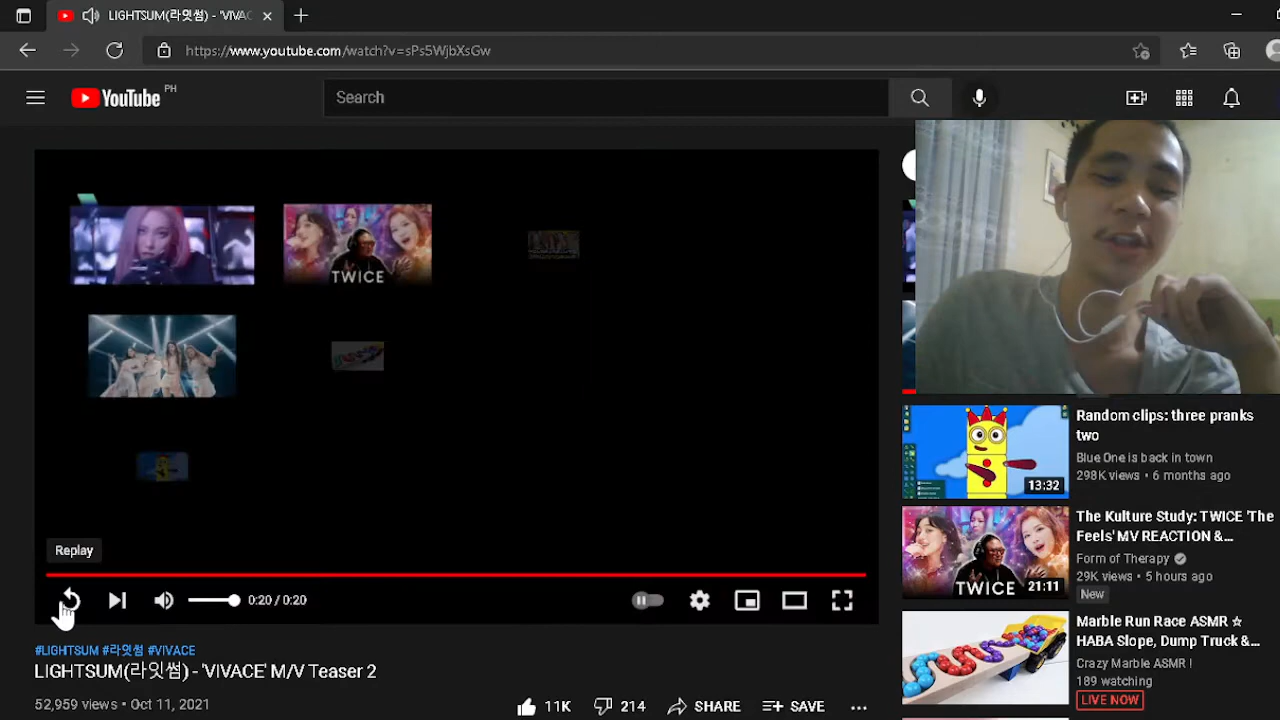 LIGHTSUM(라잇썸) - 'VIVAC
https://www.youtube.com/watch?v=sPs5WjbXsGw
YouTube PH
Search
TWICE
Replay
0:20 / 0:20
#LIGHTSUM #라잇썸 #VIVACE
LIGHTSUM(라잇썸) - 'VIVACE' M/V Teaser 2
52,959 views • Oct 11, 2021
11K
214
SHARE
SAVE
13:32
Random clips: three pranks
two
Blue One is back in town
298K views • 6 months ago
TWICE
21:11
The Kulture Study: TWICE 'The
Feels' MV REACTION &...
Form of Therapy
29K views • 5 hours ago
New
Marble Run Race ASMR ☆
HABA Slope, Dump Truck &...
Crazy Marble ASMR !
189 watching
LIVE NOW